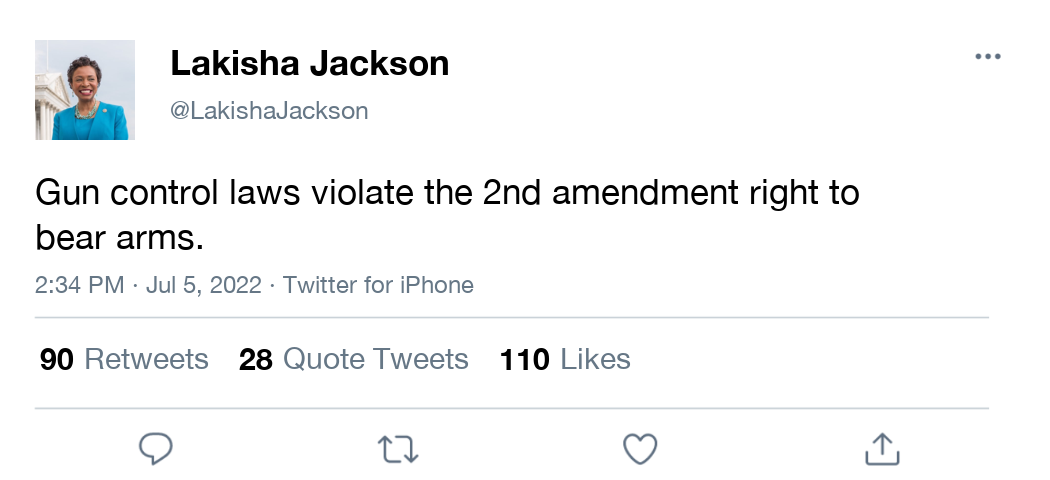 Lakisha Jackson
@LakishaJackson
Gun control laws violate the 2nd amendment right to
bear arms.
2:34 PM · Jul 5, 2022 · Twitter for iPhone
90 Retweets 28 Quote Tweets 110 Likes